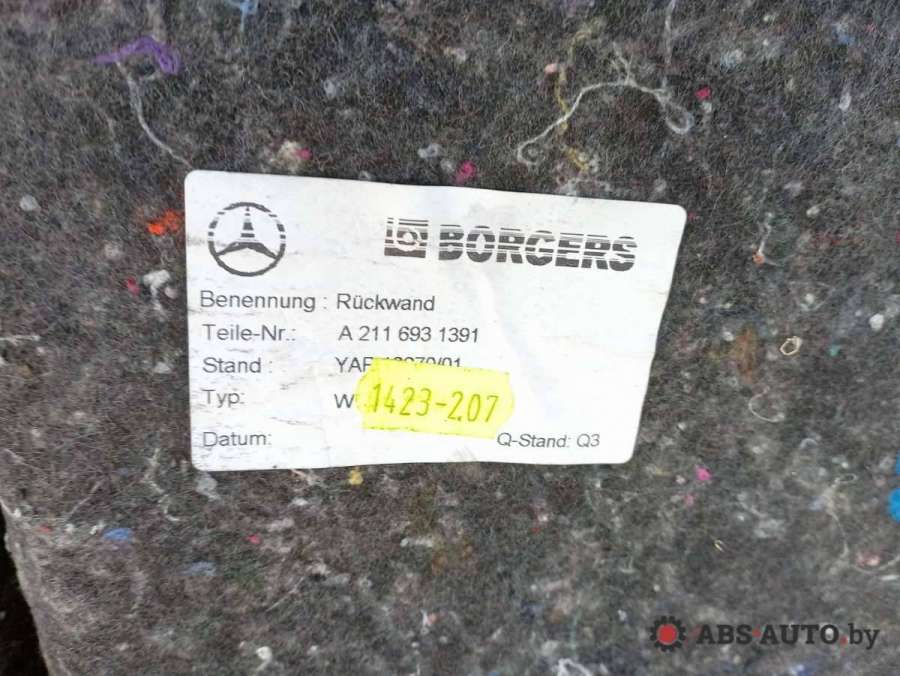 BORGERS
Benennung : Rückwand
Teile-Nr.: A 211 693 1391
Stand :
Typ: W
1423-207
Datum: Q-Stand: Q3
ABS-AUTO.by